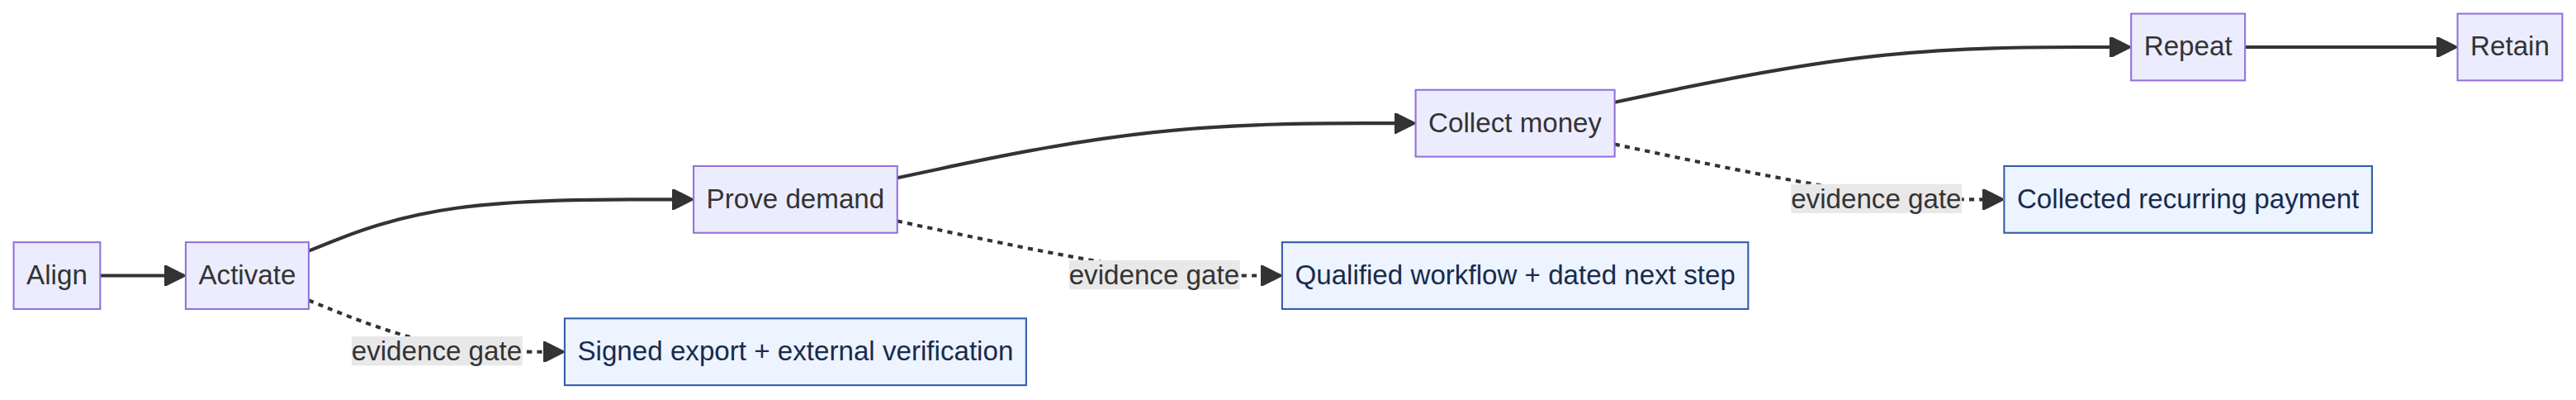 Align
Activate
evidence gate
Signed export + external verification
Prove demand
evidence gate
Qualified workflow + dated next step
Collect money
evidence gate
Collected recurring payment
Repeat
Retain